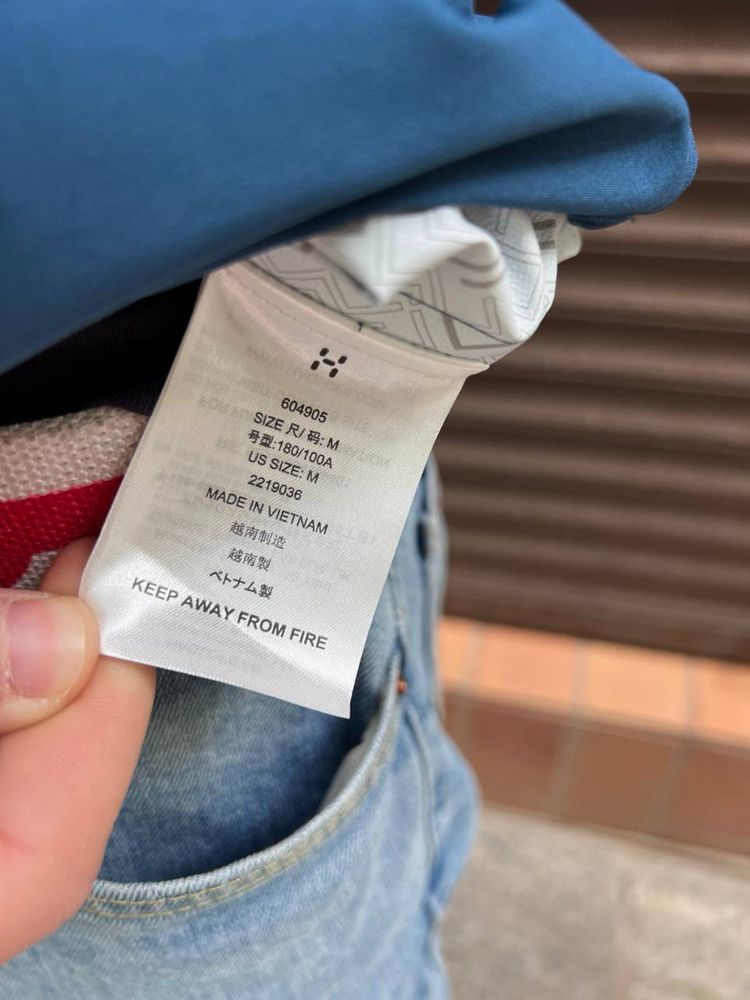 604905
SIZE 尺/ 码: M
号型:180/100A
US SIZE: M
2219036
MADE IN VIETNAM
越南制造
越南製
ベトナム製
KEEP AWAY FROM FIRE